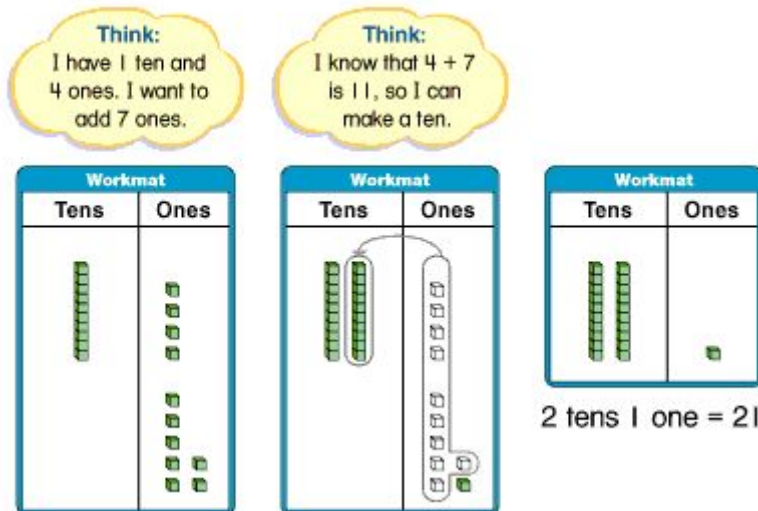 Think:
I have 1 ten and
4 ones. I want to
add 7 ones.
Think:
I know that 4 + 7
is 11, so I can
make a ten.
Workmat
Tens Ones
Workmat
Tens Ones
Workmat
Tens Ones
2 tens 1 one = 21